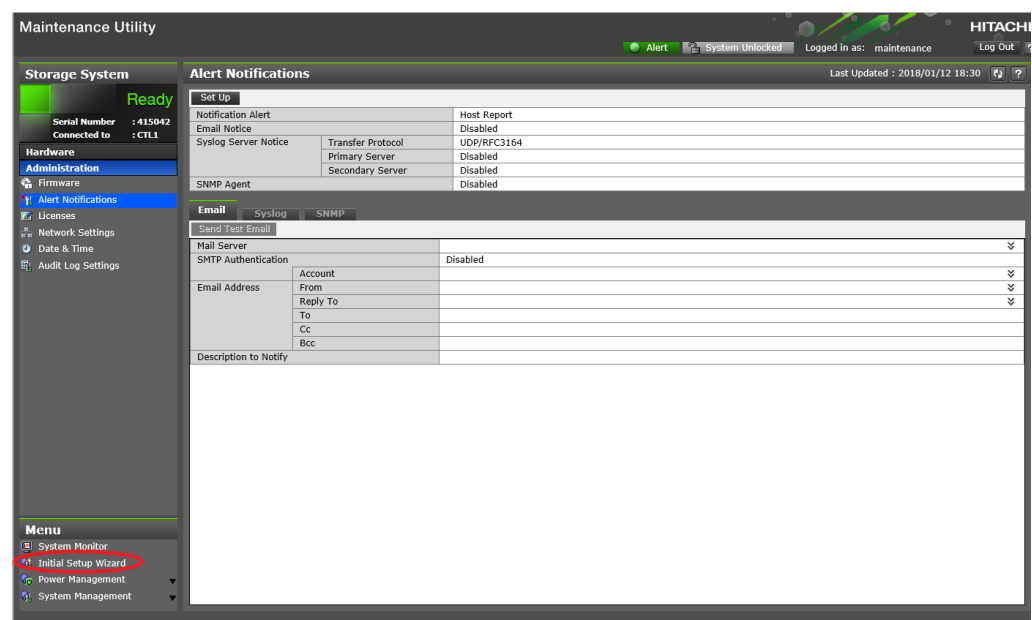 Maintenance Utility
HITACHI
Alert System Unlocked Logged in as: maintenance Log Out ?
Storage System
Ready
Serial Number : 415042
Connected to : CTL1
Hardware
Administration
Firmware
Alert Notifications
Licenses
Network Settings
Date & Time
Audit Log Settings
Menu
System Monitor
Initial Setup Wizard
Power Management
System Management
Alert Notifications Last Updated : 2018/01/12 18:30 ?
Set Up
Notification Alert Host Report
Email Notice Disabled
Syslog Server Notice Transfer Protocol UDP/RFC3164
Primary Server Disabled
Secondary Server Disabled
SNMP Agent Disabled
Email Syslog SNMP
Send Test Email
Mail Server
SMTP Authentication Disabled
Account
Email Address From
Reply To
To
Cc
Bcc
Description to Notify